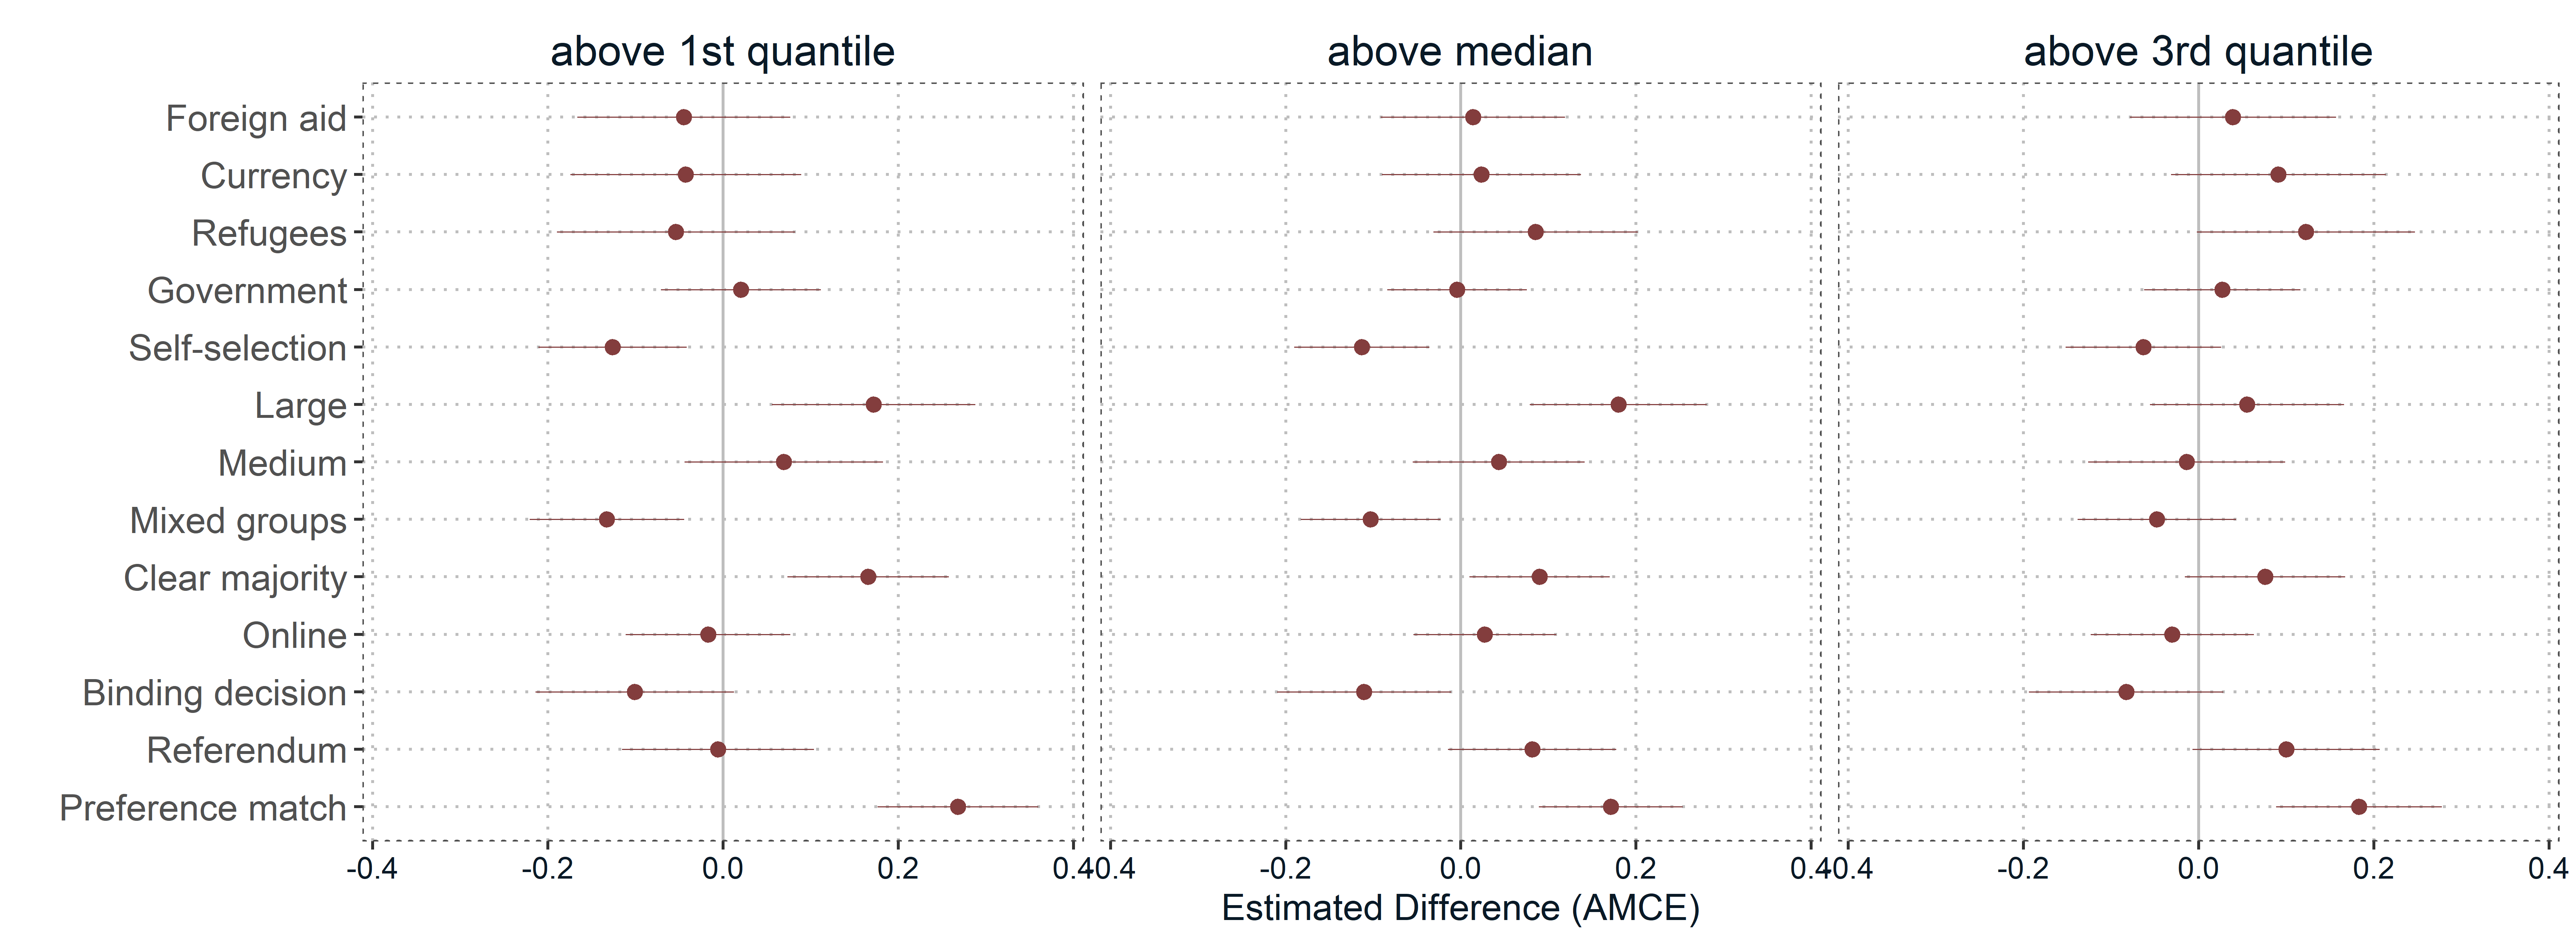 above 1st quantile above median above 3rd quantile
Foreign aid
Currency
Refugees
Government
Self-selection
Large
Medium
Mixed groups
Clear majority
Online
Binding decision
Referendum
Preference match
-0.4 -0.2 0.0 0.2 0.4 -0.4 -0.2 0.0 0.2 0.4 -0.4 -0.2 0.0 0.2 0.4
Estimated Difference (AMCE)